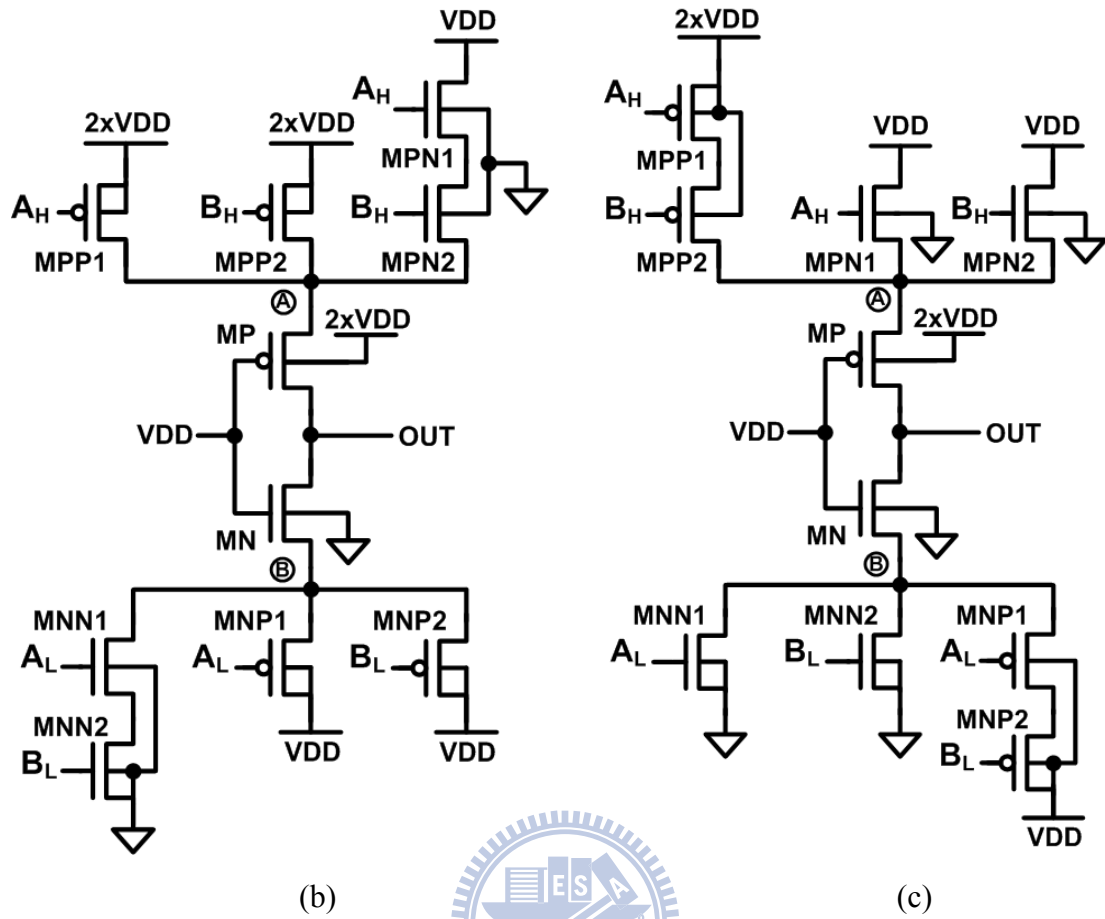 VDD
A_H
MPN1
2xVDD
2xVDD
A_H
MPP1
B_H
MPP2
B_H
MPN2
Ⓐ
MP
2xVDD
VDD
OUT
MN
Ⓑ
MNN1
A_L
MNN2
B_L
MNP1
A_L
VDD
MNP2
B_L
VDD
(b)
2xVDD
A_H
MPP1
B_H
MPP2
VDD
A_H
MPN1
VDD
B_H
MPN2
Ⓐ
MP
2xVDD
VDD
OUT
MN
Ⓑ
MNN1
A_L
MNN2
B_L
MNP1
A_L
MNP2
B_L
VDD
(c)
E S A